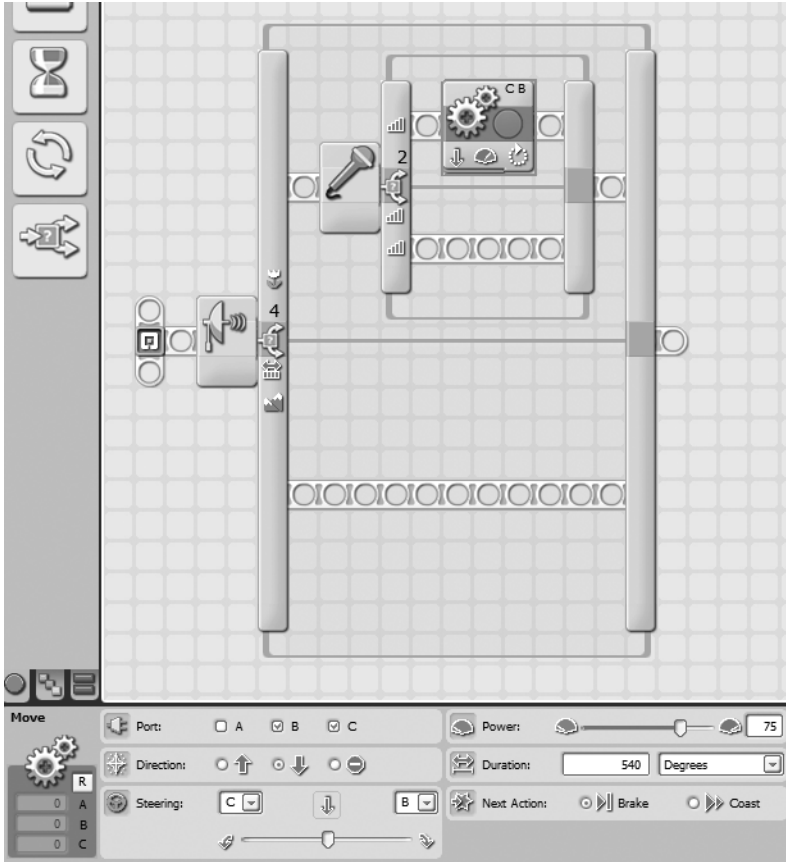 C B
2
4
Move
R
0 A
0 B
0 C
Port: A B C
Direction:
Steering: C B
Power: 75
Duration: 540 Degrees
Next Action: Brake Coast